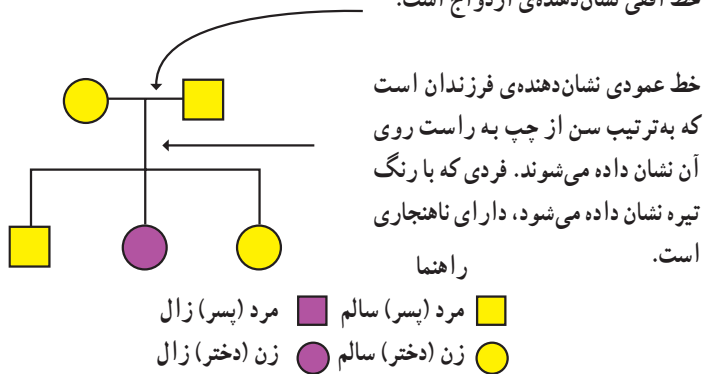 خط افقی نشان‌دهنده‌ی ازدواج است.
خط عمودی نشان‌دهنده‌ی فرزندان است
که به‌ترتیب سن از چپ به راست روی
آن نشان داده می‌شوند. فردی که با رنگ
تیره نشان داده می‌شود، دارای ناهنجاری
است.
راهنما
مرد (پسر) سالم مرد (پسر) زال
زن (دختر) سالم زن (دختر) زال